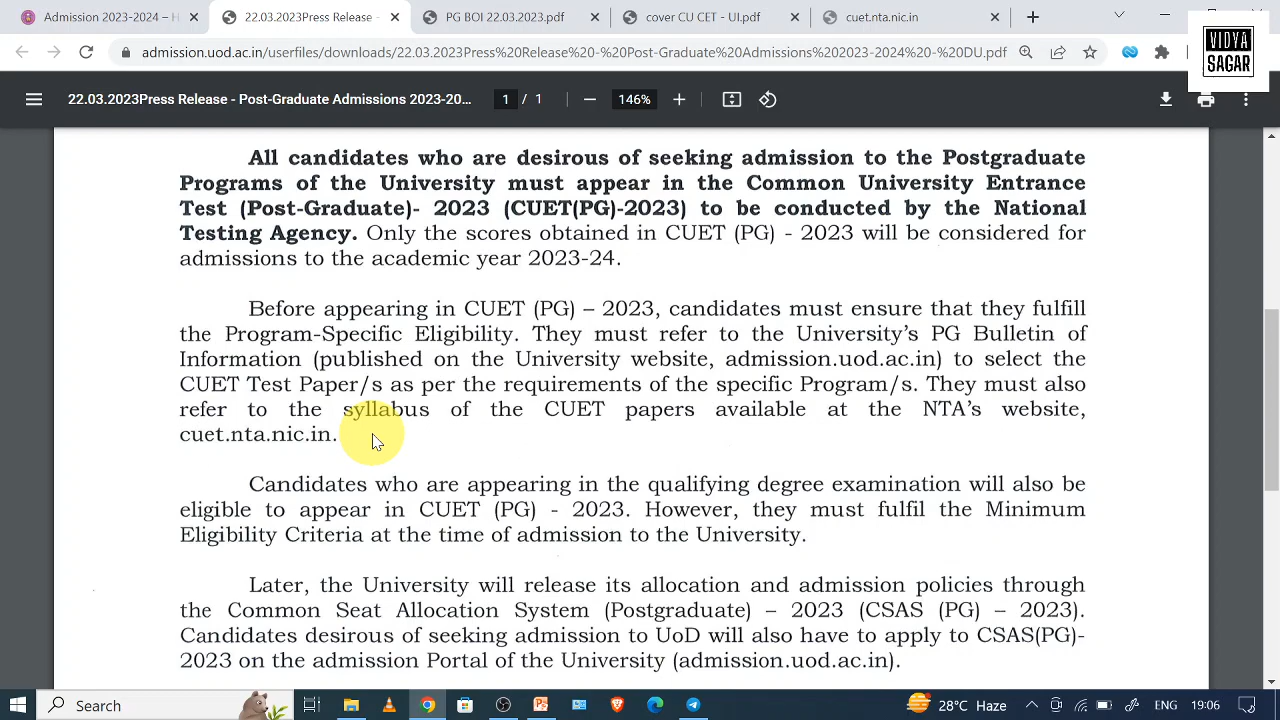 Admission 2023-2024 – H
22.03.2023Press Release -
PG BOI 22.03.2023.pdf
cover CU CET - UI.pdf
cuet.nta.nic.in
admission.uod.ac.in/userfiles/downloads/22.03.2023Press%20Release%20-%20Post-Graduate%20Admissions%202023-2024%20-%20DU.pdf
VIDYA
SAGAR
22.03.2023Press Release - Post-Graduate Admissions 2023-20...
1 / 1
146%
All candidates who are desirous of seeking admission to the Postgraduate
Programs of the University must appear in the Common University Entrance
Test (Post-Graduate)- 2023 (CUET(PG)-2023) to be conducted by the National
Testing Agency. Only the scores obtained in CUET (PG) - 2023 will be considered for
admissions to the academic year 2023-24.
Before appearing in CUET (PG) – 2023, candidates must ensure that they fulfill
the Program-Specific Eligibility. They must refer to the University's PG Bulletin of
Information (published on the University website, admission.uod.ac.in) to select the
CUET Test Paper/s as per the requirements of the specific Program/s. They must also
refer to the syllabus of the CUET papers available at the NTA's website,
cuet.nta.nic.in.
Candidates who are appearing in the qualifying degree examination will also be
eligible to appear in CUET (PG) - 2023. However, they must fulfil the Minimum
Eligibility Criteria at the time of admission to the University.
Later, the University will release its allocation and admission policies through
the Common Seat Allocation System (Postgraduate) – 2023 (CSAS (PG) – 2023).
Candidates desirous of seeking admission to UoD will also have to apply to CSAS(PG)-
2023 on the admission Portal of the University (admission.uod.ac.in).
Search
28°C Haze
ENG
19:06